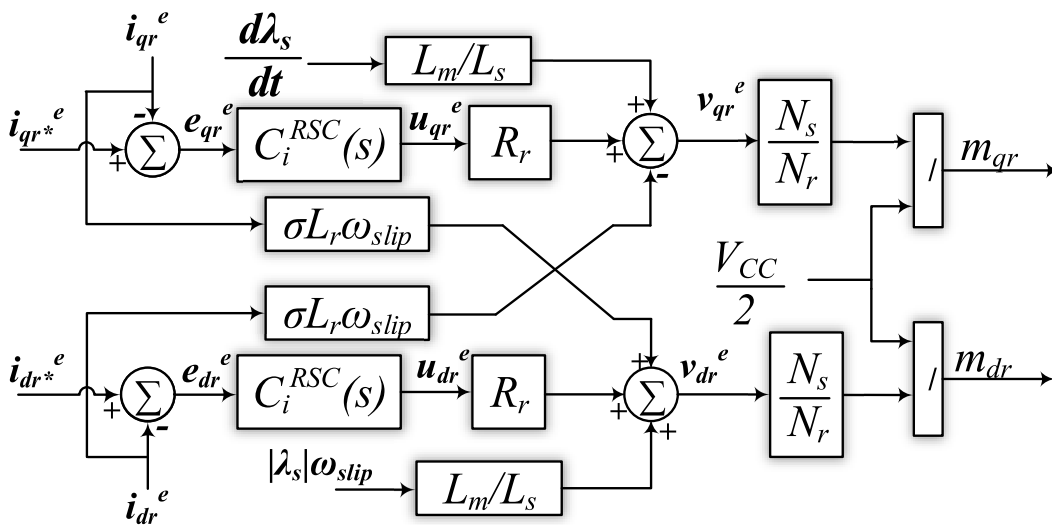 i_qr^e
dλ_s/dt
L_m/L_s
i_qr*^e
-
+
Σ
e_qr^e
C_i^RSC(s)
u_qr^e
R_r
+
+
-
Σ
v_qr^e
N_s/N_r
/
m_qr
σL_rω_slip
V_CC/2
σL_rω_slip
i_dr*^e
+
-
Σ
e_dr^e
C_i^RSC(s)
u_dr^e
R_r
+
+
+
Σ
v_dr^e
N_s/N_r
/
m_dr
|λ_s|ω_slip
L_m/L_s
i_dr^e